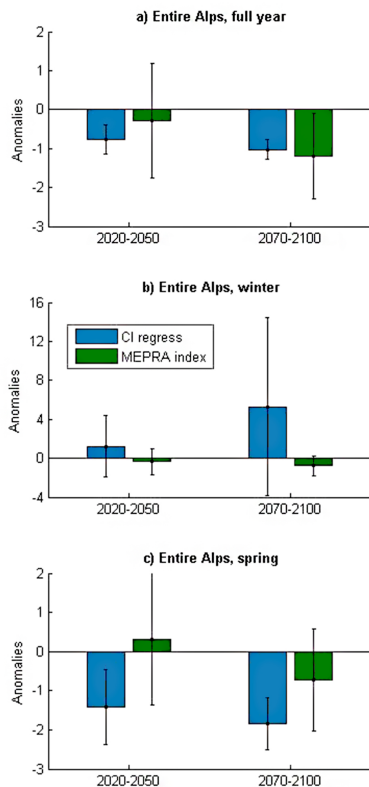 a) Entire Alps, full year
2
1
0
-1
-2
-3
Anomalies
2020-2050 2070-2100
b) Entire Alps, winter
16
12
8
4
0
-4
Anomalies
CI regress
MEPRA index
2020-2050 2070-2100
c) Entire Alps, spring
2
1
0
-1
-2
-3
Anomalies
2020-2050 2070-2100